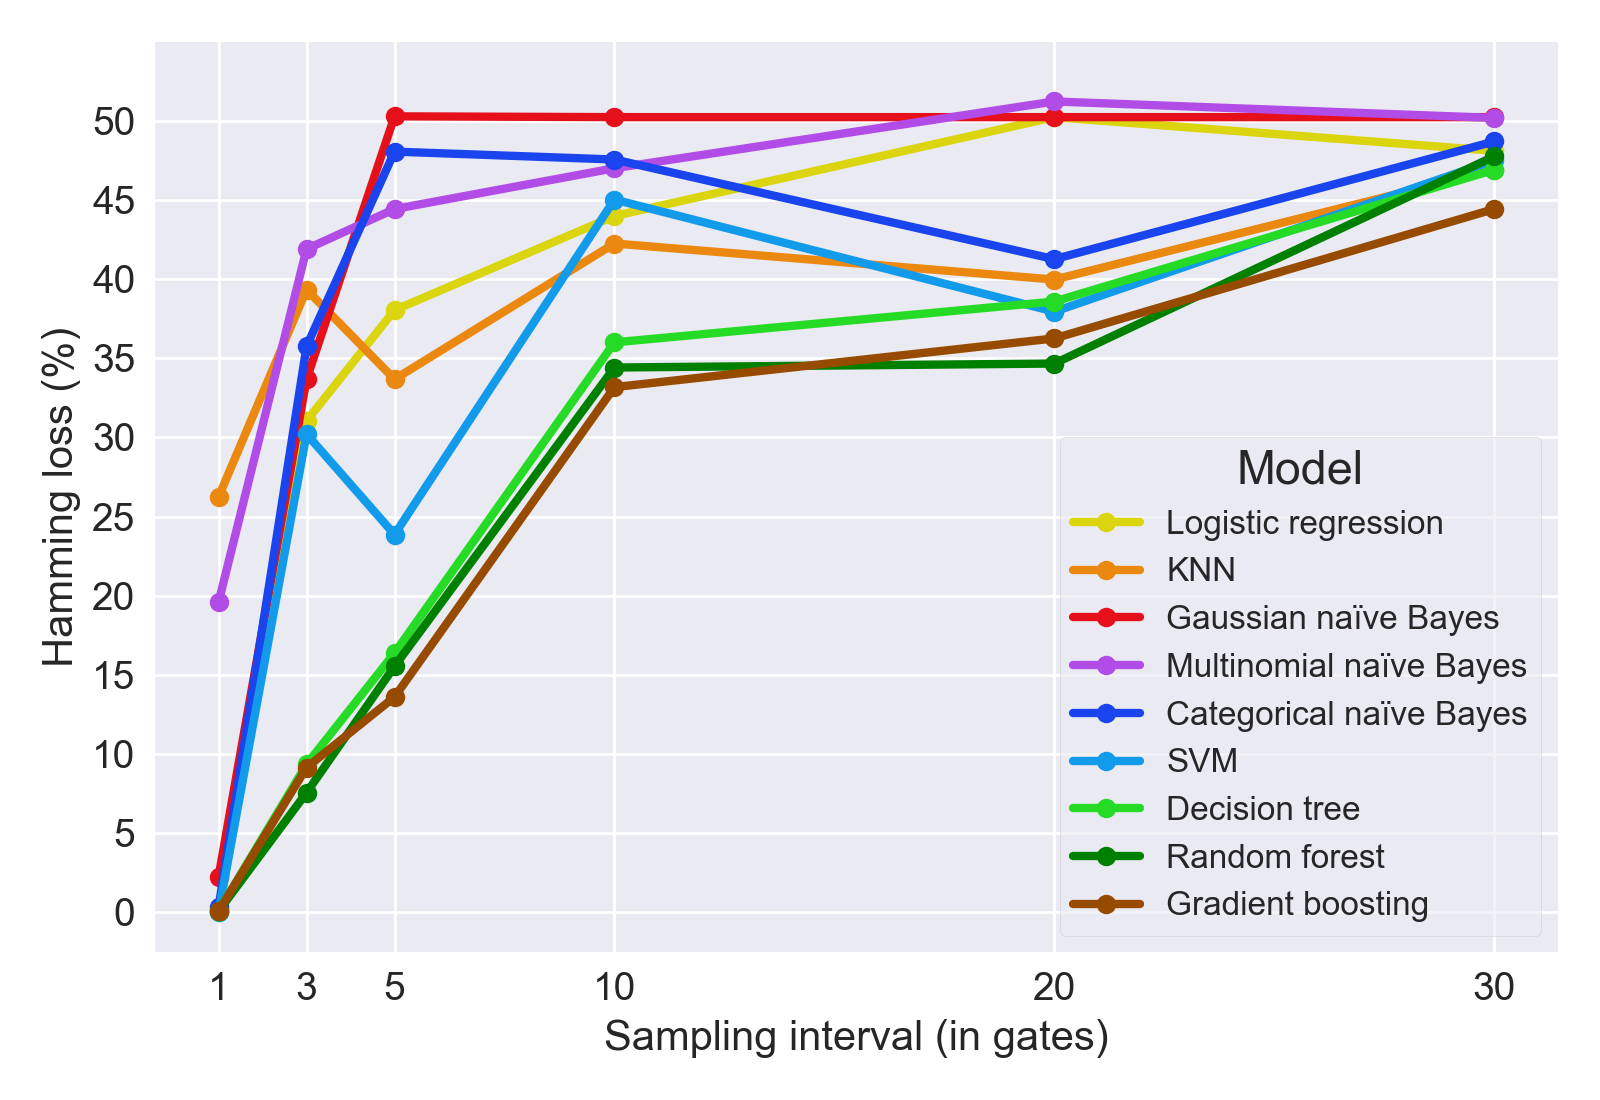 Hamming loss (%)
50
45
40
35
30
25
20
15
10
5
0
1 3 5 10 20 30
Sampling interval (in gates)
Model
Logistic regression
KNN
Gaussian naïve Bayes
Multinomial naïve Bayes
Categorical naïve Bayes
SVM
Decision tree
Random forest
Gradient boosting